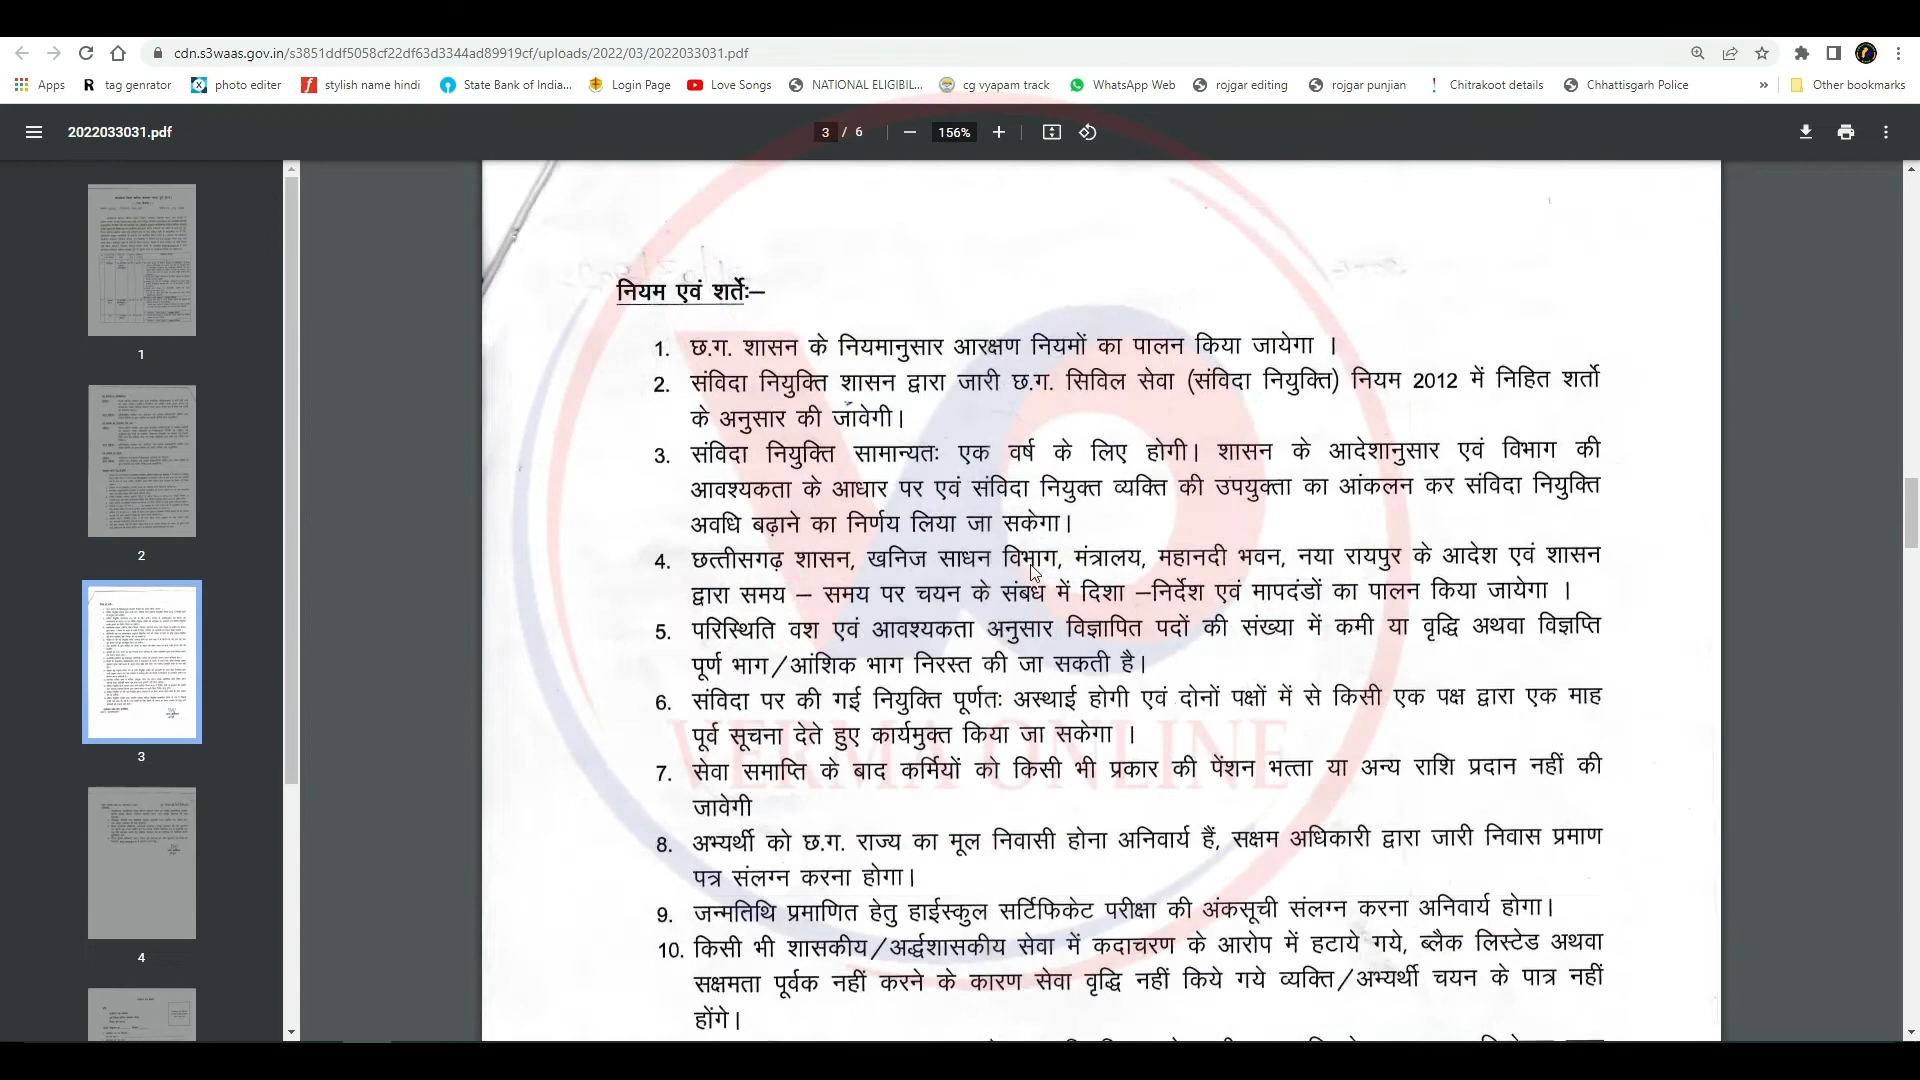 cdn.s3waas.gov.in/s3851ddf5058cf22df63d3344ad89919cf/uploads/2022/03/2022033031.pdf
Apps R tag genrator photo editer f stylish name hindi State Bank of India... Login Page Love Songs NATIONAL ELIGIBIL... cg vyapam track WhatsApp Web rojgar editing rojgar punjian Chitrakoot details Chhattisgarh Police » Other bookmarks
2022033031.pdf 3 / 6 156%
1
2
3
4
नियम एवं शर्तेः–
1. छ.ग. शासन के नियमानुसार आरक्षण नियमों का पालन किया जायेगा ।
2. संविदा नियुक्ति शासन द्वारा जारी छ.ग. सिविल सेवा (संविदा नियुक्ति) नियम 2012 में निहित शर्तो
के अनुसार की जावेगी।
3. संविदा नियुक्ति सामान्यतः एक वर्ष के लिए होगी। शासन के आदेशानुसार एवं विभाग की
आवश्यकता के आधार पर एवं संविदा नियुक्त व्यक्ति की उपयुक्ता का आंकलन कर संविदा नियुक्ति
अवधि बढ़ाने का निर्णय लिया जा सकेगा।
4. छत्तीसगढ़ शासन, खनिज साधन विभाग, मंत्रालय, महानदी भवन, नया रायपुर के आदेश एवं शासन
द्वारा समय – समय पर चयन के संबंध में दिशा –निर्देश एवं मापदंडों का पालन किया जायेगा ।
5. परिस्थिति वश एवं आवश्यकता अनुसार विज्ञापित पदों की संख्या में कमी या वृद्धि अथवा विज्ञप्ति
पूर्ण भाग/आंशिक भाग निरस्त की जा सकती है।
6. संविदा पर की गई नियुक्ति पूर्णतः अस्थाई होगी एवं दोनों पक्षों में से किसी एक पक्ष द्वारा एक माह
पूर्व सूचना देते हुए कार्यमुक्त किया जा सकेगा ।
VERMA ONLINE
7. सेवा समाप्ति के बाद कर्मियों को किसी भी प्रकार की पेंशन भत्ता या अन्य राशि प्रदान नहीं की
जावेगी
8. अभ्यर्थी को छ.ग. राज्य का मूल निवासी होना अनिवार्य हैं, सक्षम अधिकारी द्वारा जारी निवास प्रमाण
पत्र संलग्न करना होगा।
9. जन्मतिथि प्रमाणित हेतु हाईस्कुल सर्टिफिकेट परीक्षा की अंकसूची संलग्न करना अनिवार्य होगा।
10. किसी भी शासकीय/अर्द्धशासकीय सेवा में कदाचरण के आरोप में हटाये गये, ब्लैक लिस्टेड अथवा
सक्षमता पूर्वक नहीं करने के कारण सेवा वृद्धि नहीं किये गये व्यक्ति/अभ्यर्थी चयन के पात्र नहीं
होंगे।